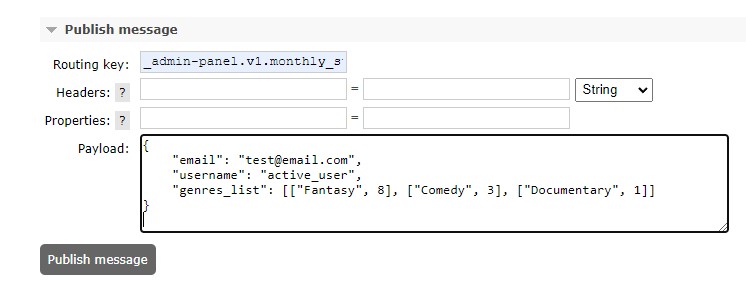 Publish message
Routing key: _admin-panel.v1.monthly_s
Headers: ? = String
Properties: ? =
Payload: {
"email": "test@email.com",
"username": "active_user",
"genres_list": [["Fantasy", 8], ["Comedy", 3], ["Documentary", 1]]
}
Publish message